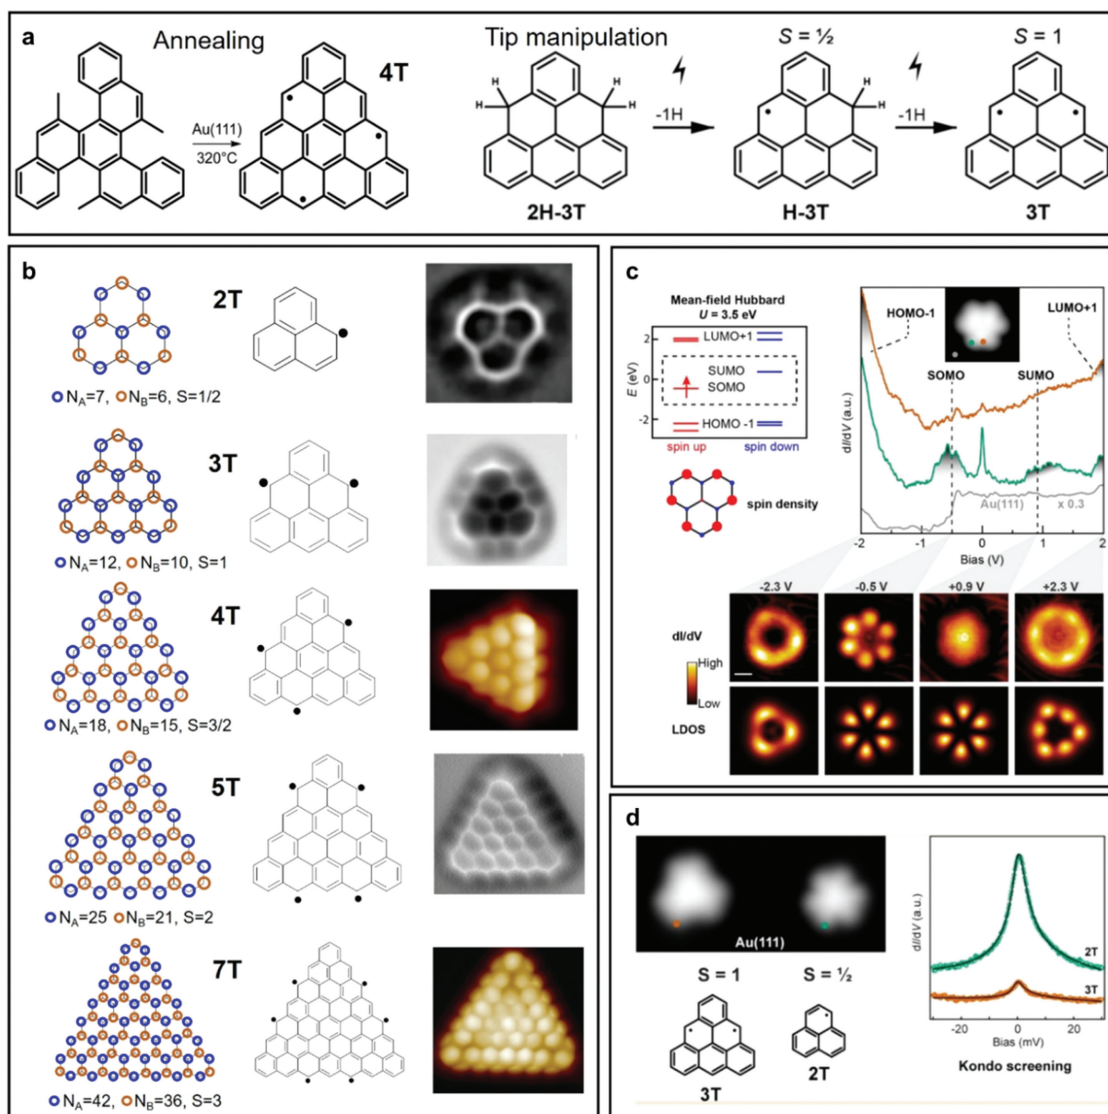 a
Annealing
Au(111)
320°C
4T
Tip manipulation
H
H
H
H
2H-3T
-1H
S = ½
H
H
H-3T
-1H
S = 1
3T
b
2T
N_A=7, N_B=6, S=1/2
3T
N_A=12, N_B=10, S=1
4T
N_A=18, N_B=15, S=3/2
5T
N_A=25 N_B=21, S=2
7T
N_A=42, N_B=36, S=3
c
Mean-field Hubbard
U = 3.5 eV
E (eV)
2
0
-2
LUMO+1
SUMO
SOMO
HOMO -1
spin up
spin down
spin density
dI/dV (a.u.)
HOMO-1
LUMO+1
SOMO
SUMO
Au(111)
x 0.3
-2
-1
0
1
2
Bias (V)
-2.3 V
-0.5 V
+0.9 V
+2.3 V
dI/dV
High
Low
LDOS
d
Au(111)
S = 1
S = ½
3T
2T
dI/dV (a.u.)
2T
3T
-20
0
20
Bias (mV)
Kondo screening